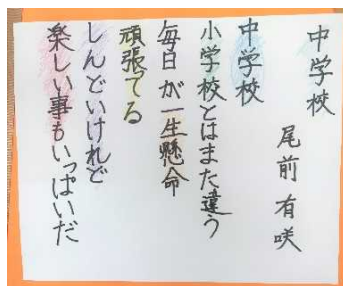 中学校
尾前有咲
中学校
小学校とはまた違う
毎日が一生懸命
頑張てる
しんどいけれど
楽しい事もいっぱいだ